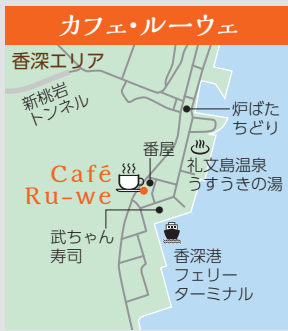 カフェ・ルーウェ
香深エリア
新桃岩
トンネル
炉ばた
ちどり
番屋
礼文島温泉
うすうきの湯
Café
Ru-we
武ちゃん
寿司
香深港
フェリー
ターミナル